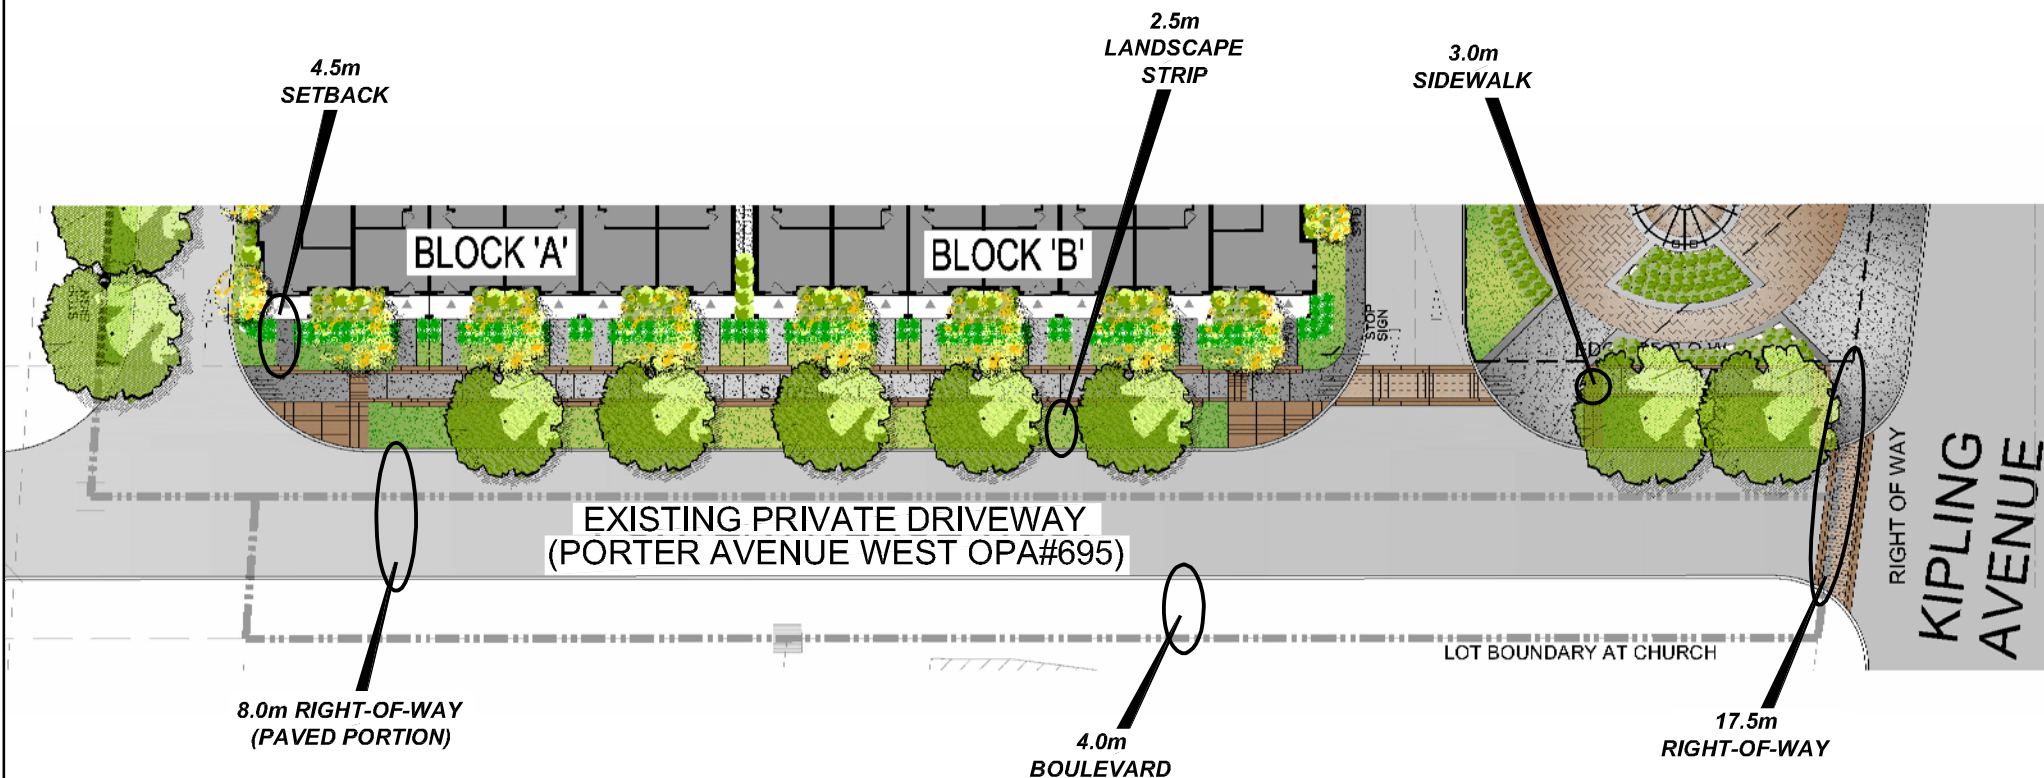 4.5m
SETBACK
2.5m
LANDSCAPE
STRIP
3.0m
SIDEWALK
BLOCK 'A'
BLOCK 'B'
STOP
SIGN
EXISTING PRIVATE DRIVEWAY
(PORTER AVENUE WEST OPA#695)
RIGHT OF WAY
KIPLING
AVENUE
LOT BOUNDARY AT CHURCH
8.0m RIGHT-OF-WAY
(PAVED PORTION)
4.0m
BOULEVARD
17.5m
RIGHT-OF-WAY